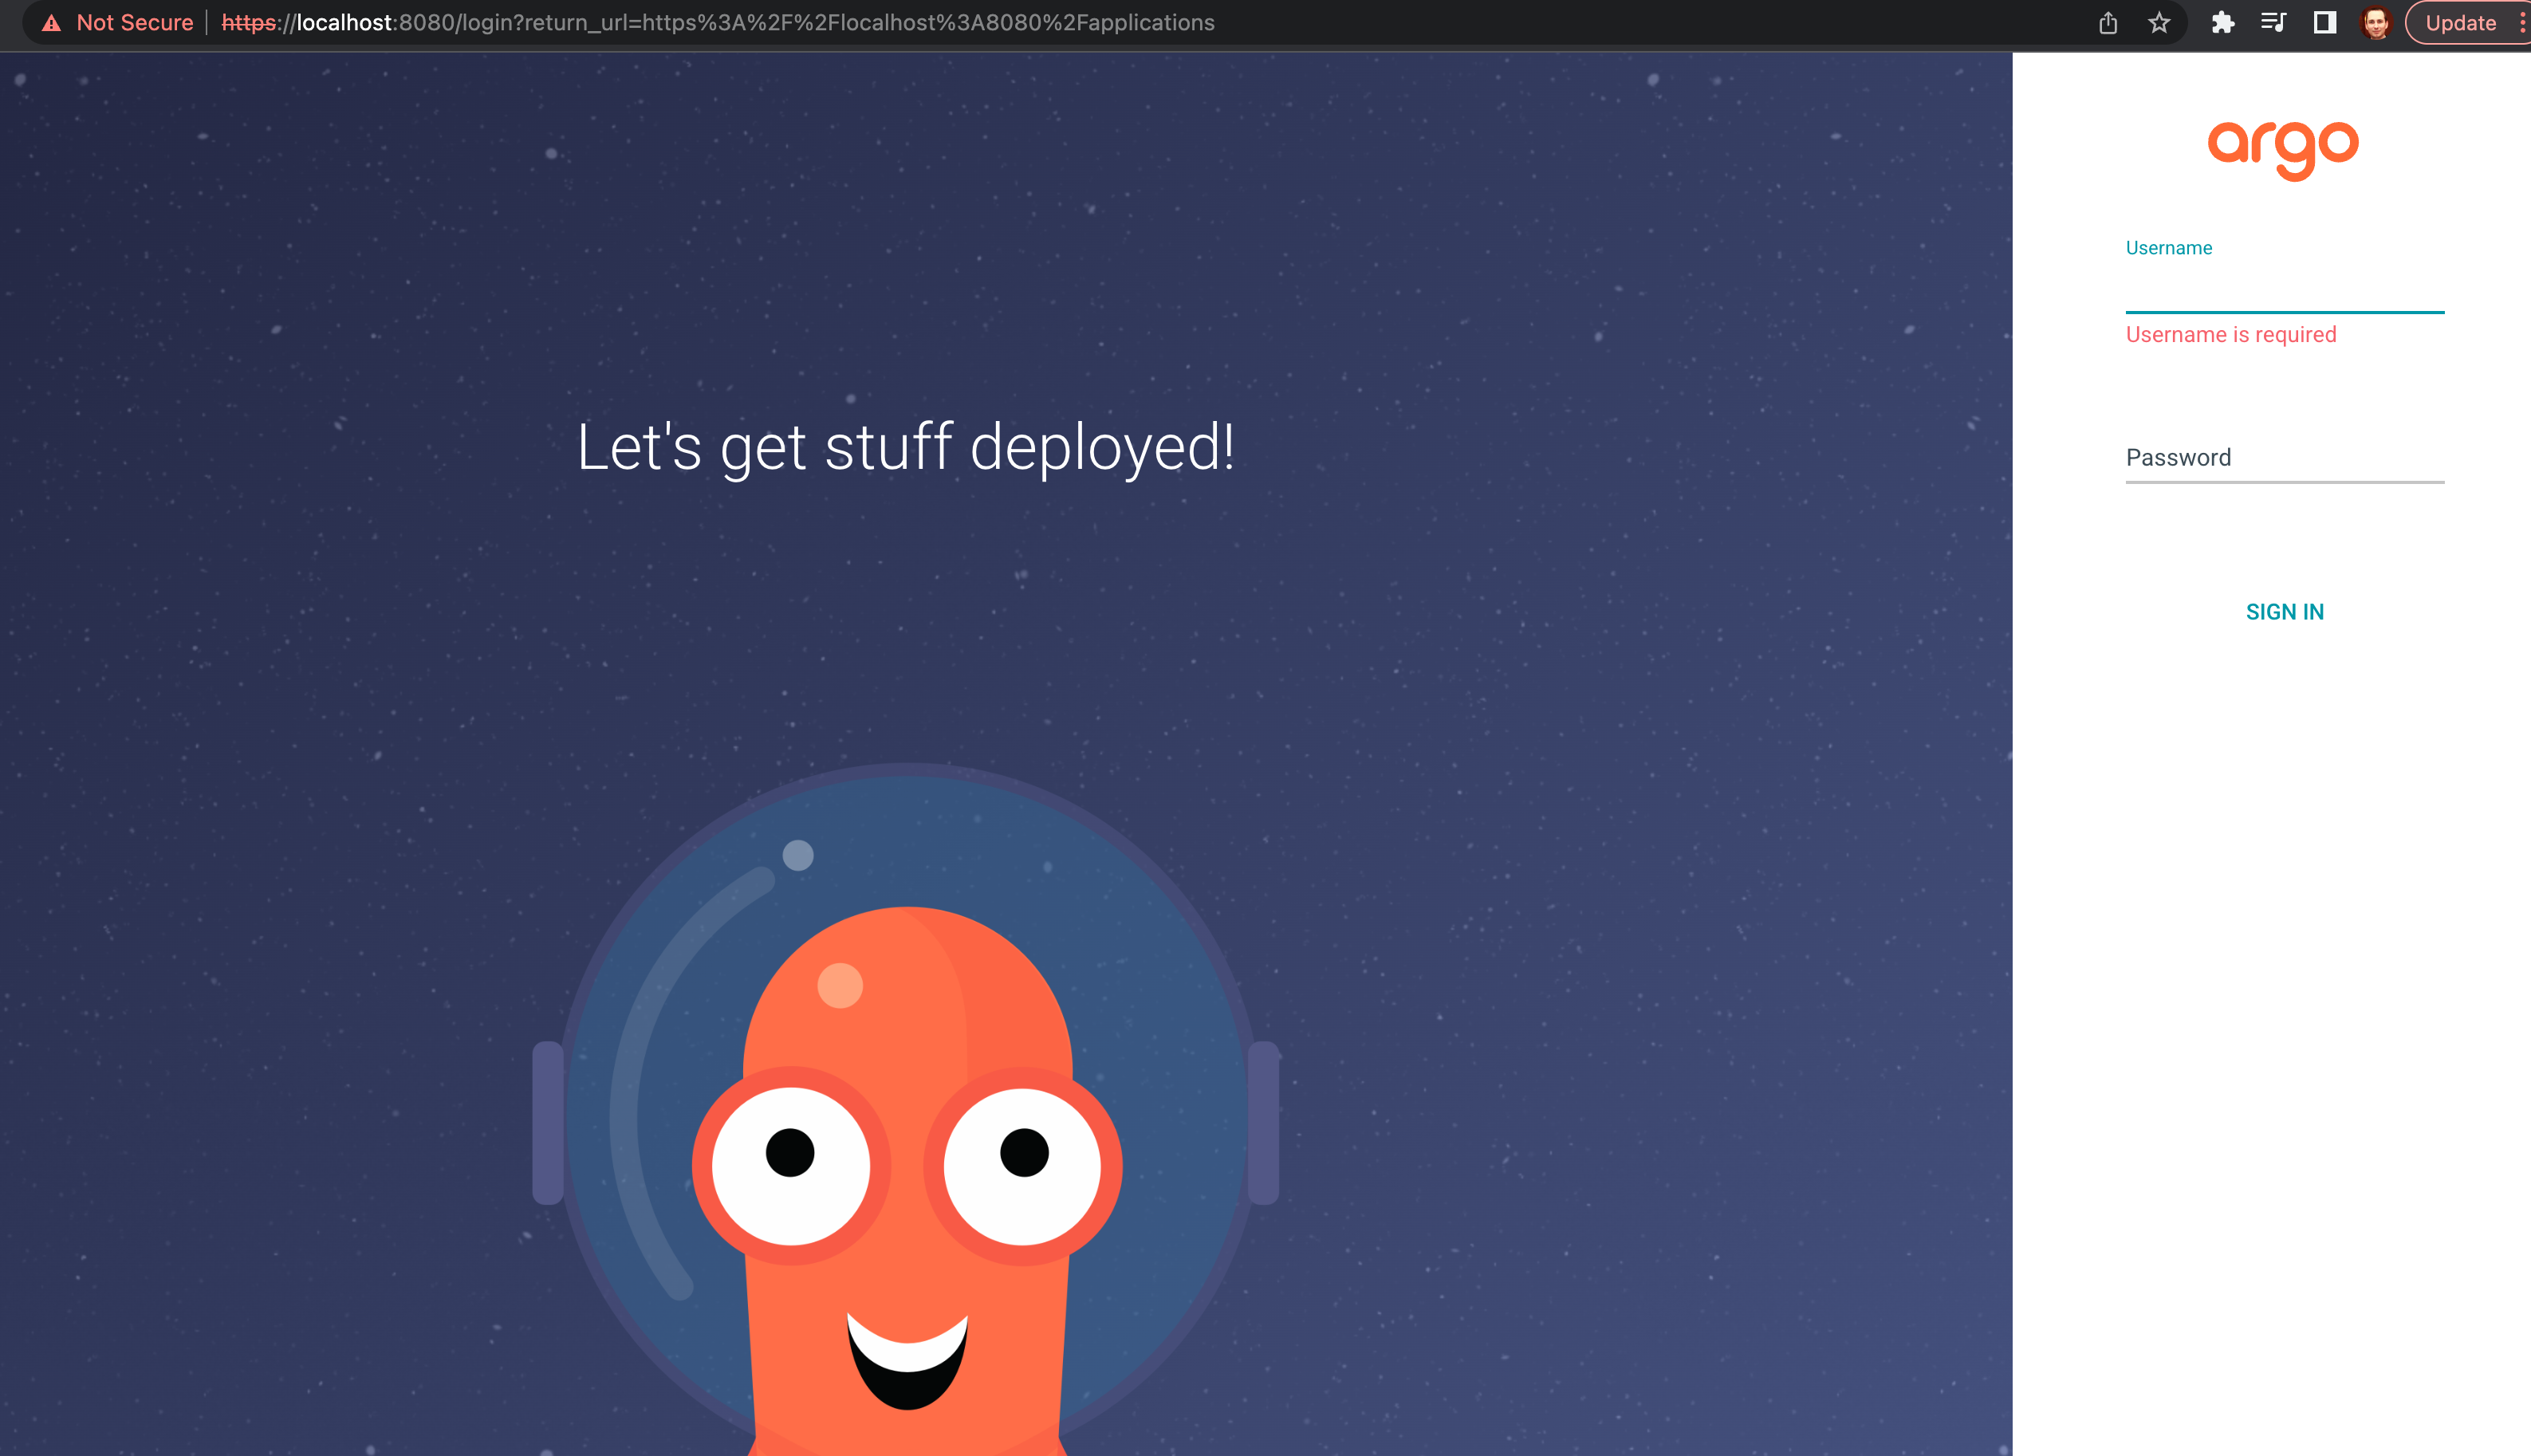 Not Secure https://localhost:8080/login?return_url=https%3A%2F%2Flocalhost%3A8080%2Fapplications Update
argo
Username
Username is required
Let's get stuff deployed!
Password
SIGN IN